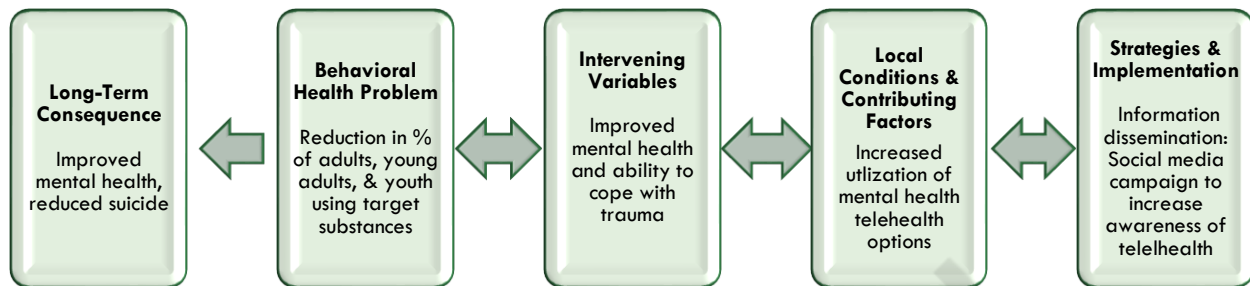 Long-Term
Consequence
Improved
mental health,
reduced suicide
Behavioral
Health Problem
Reduction in %
of adults, young
adults, & youth
using target
substances
Intervening
Variables
Improved
mental health
and ability to
cope with
trauma
Local
Conditions &
Contributing
Factors
Increased
utlization of
mental health
telehealth
options
Strategies &
Implementation
Information
dissemination:
Social media
campaign to
increase
awareness of
telelhealth